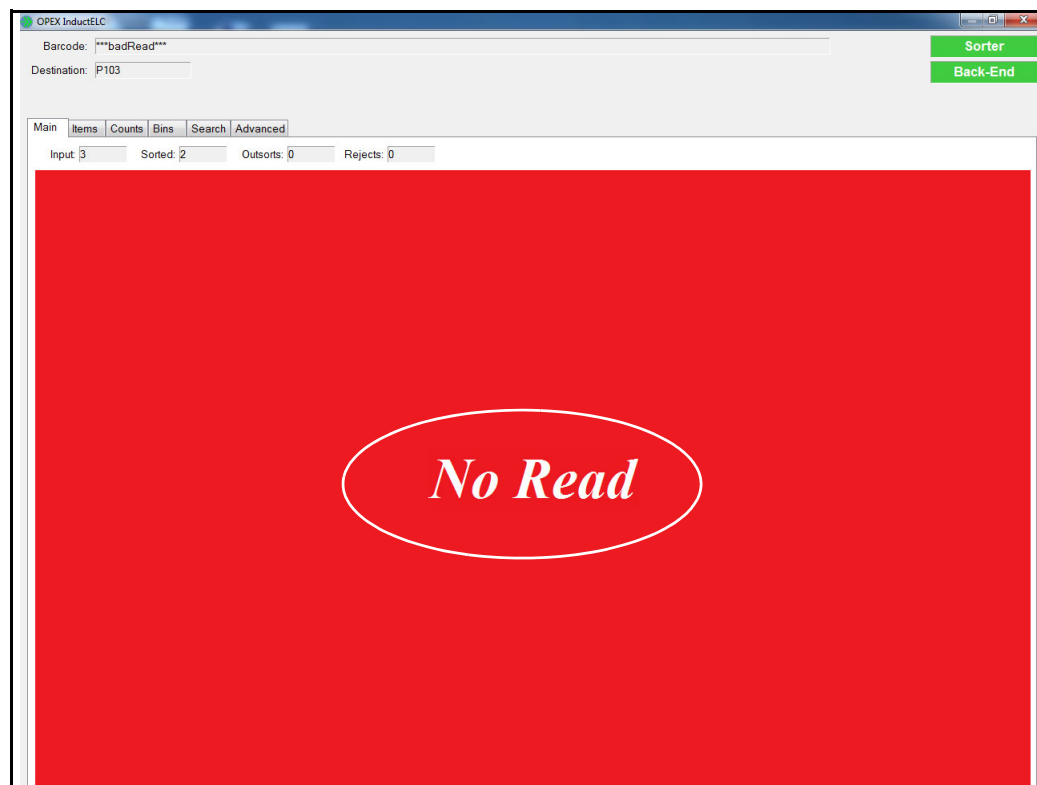 OPEX InductELC
Barcode: ***badRead*** Sorter
Destination: P103 Back-End
Main Items Counts Bins Search Advanced
Input: 3 Sorted: 2 Outsorts: 0 Rejects: 0
No Read